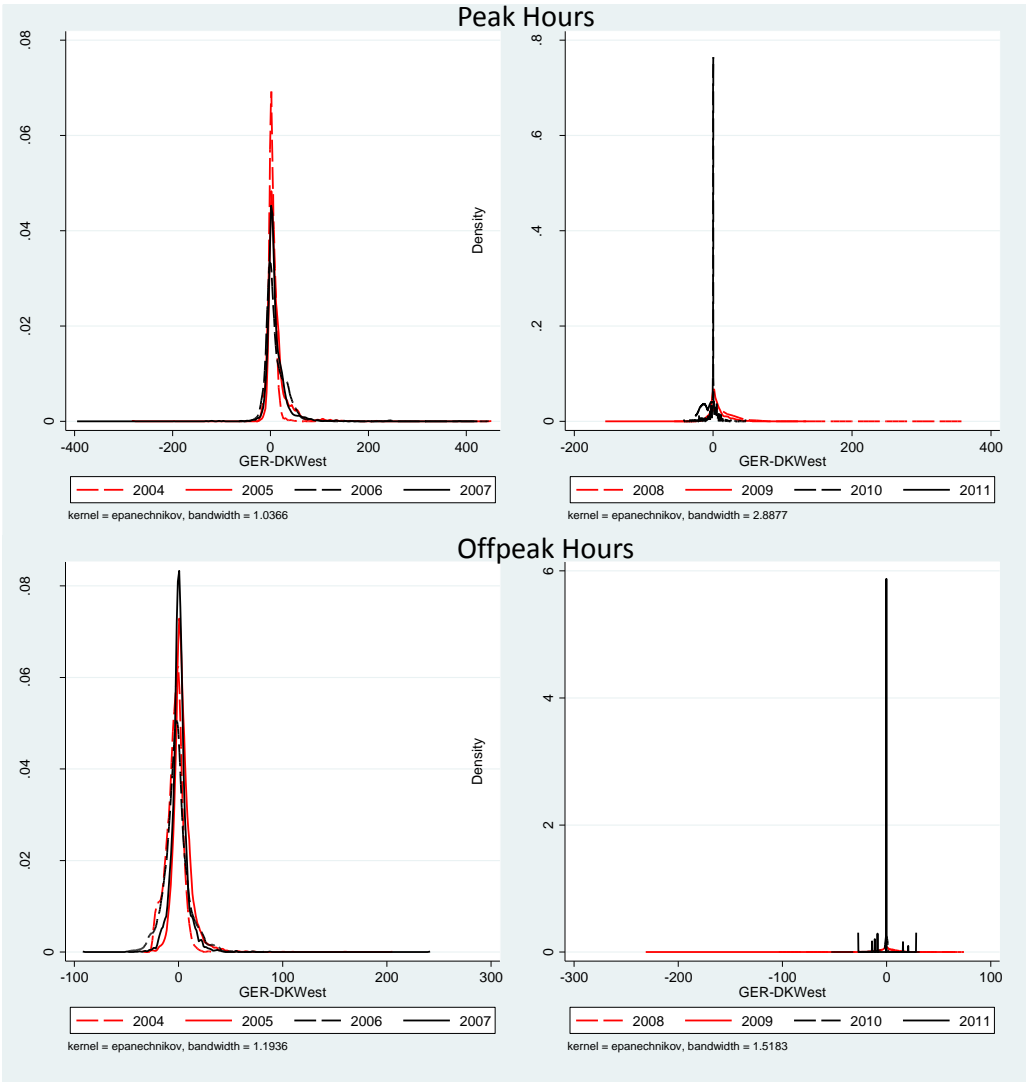 Peak Hours
.08
.06
.04
.02
0
-400 -200 0 200 400
GER-DKWest
2004 2005 2006 2007
kernel = epanechnikov, bandwidth = 1.0366
Density
.8
.6
.4
.2
0
-200 0 200 400
GER-DKWest
2008 2009 2010 2011
kernel = epanechnikov, bandwidth = 2.8877
Offpeak Hours
.08
.06
.04
.02
0
-100 0 100 200 300
GER-DKWest
2004 2005 2006 2007
kernel = epanechnikov, bandwidth = 1.1936
Density
6
4
2
0
-300 -200 -100 0 100
GER-DKWest
2008 2009 2010 2011
kernel = epanechnikov, bandwidth = 1.5183